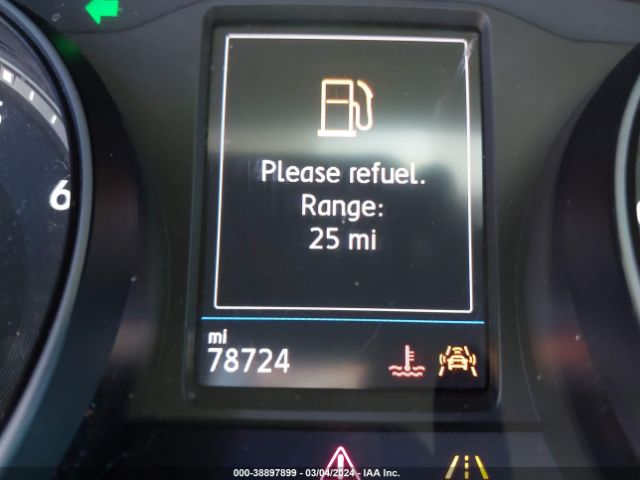 6
Please refuel.
Range:
25 mi
mi
78724
000-38897899 - 03/04/2024 - IAA Inc.